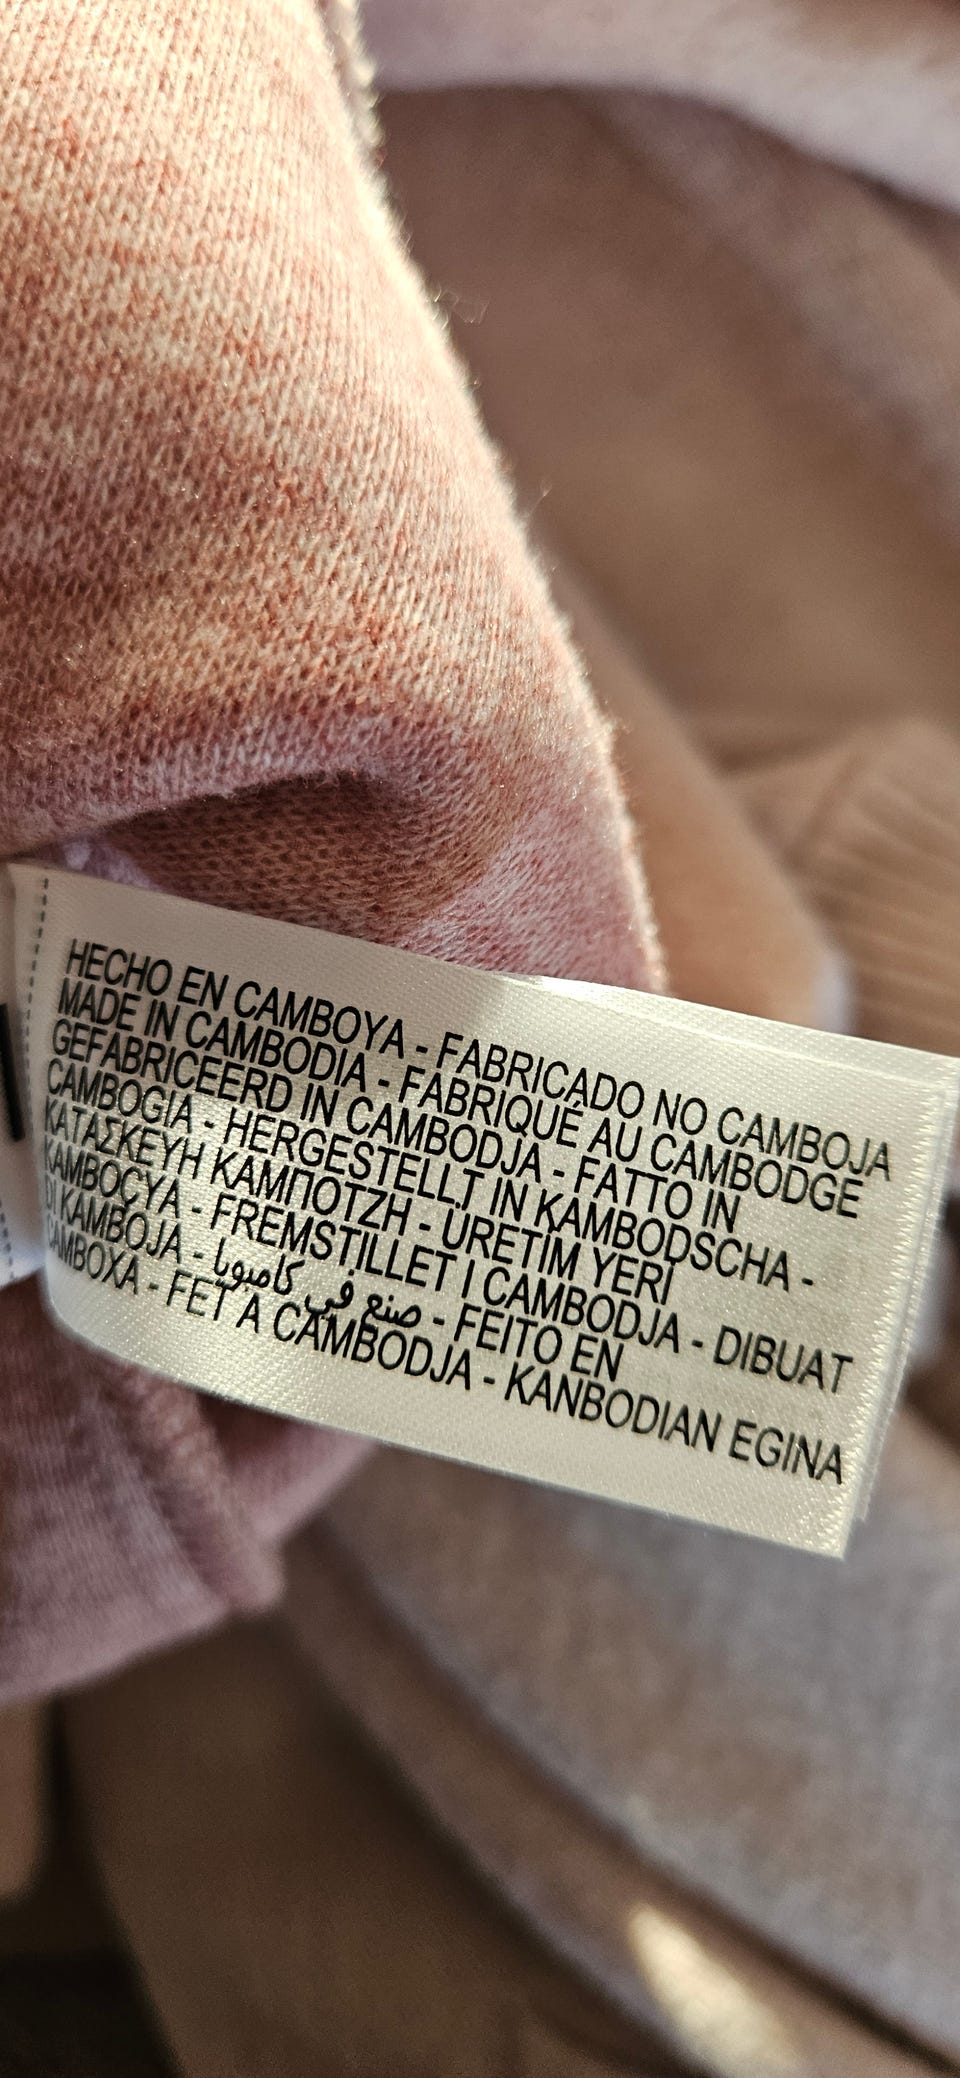 HECHO EN CAMBOYA - FABRICADO NO CAMBOJA
MADE IN CAMBODIA - FABRIQUÉ AU CAMBODGE
GEFABRICEERD IN CAMBODJA - FATTO IN
CAMBOGIA - HERGESTELLT IN KAMBODSCHA -
ΚΑΤΑΣΚΕΥΗ ΚΑΜΠΟΤΖΗ - ÜRETİM YERİ
KAMBOÇYA - FREMSTILLET I CAMBODJA - DIBUAT
DI KAMBOJA - صنع في كامبويا - FEITO EN
CAMBOXA - FET A CAMBODJA - KANBODIAN EGINA